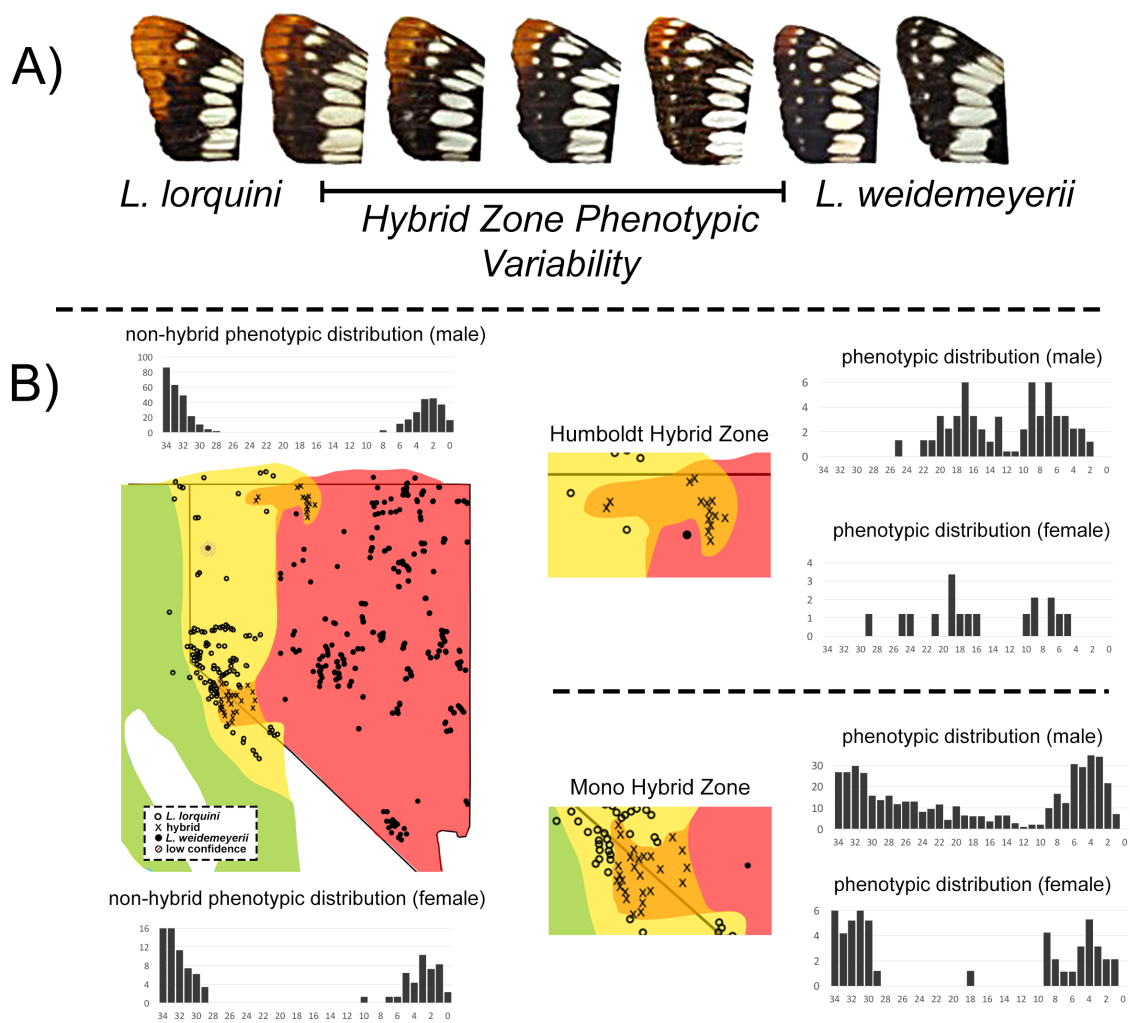 A)
L. lorquini
L. weidemeyerii
Hybrid Zone Phenotypic
Variability
B)
non-hybrid phenotypic distribution (male)
100
80
60
40
20
0
34 32 30 28 26 24 22 20 18 16 14 12 10 8 6 4 2 0
L. lorquini
hybrid
L. weidemeyerii
low confidence
non-hybrid phenotypic distribution (female)
16
14
12
10
8
6
4
2
0
34 32 30 28 26 24 22 20 18 16 14 12 10 8 6 4 2 0
Humboldt Hybrid Zone
phenotypic distribution (male)
6
4
2
0
34 32 30 28 26 24 22 20 18 16 14 12 10 8 6 4 2 0
phenotypic distribution (female)
4
3
2
1
0
34 32 30 28 26 24 22 20 18 16 14 12 10 8 6 4 2 0
Mono Hybrid Zone
phenotypic distribution (male)
30
20
10
0
34 32 30 28 26 24 22 20 18 16 14 12 10 8 6 4 2 0
phenotypic distribution (female)
6
4
2
0
34 32 30 28 26 24 22 20 18 16 14 12 10 8 6 4 2 0